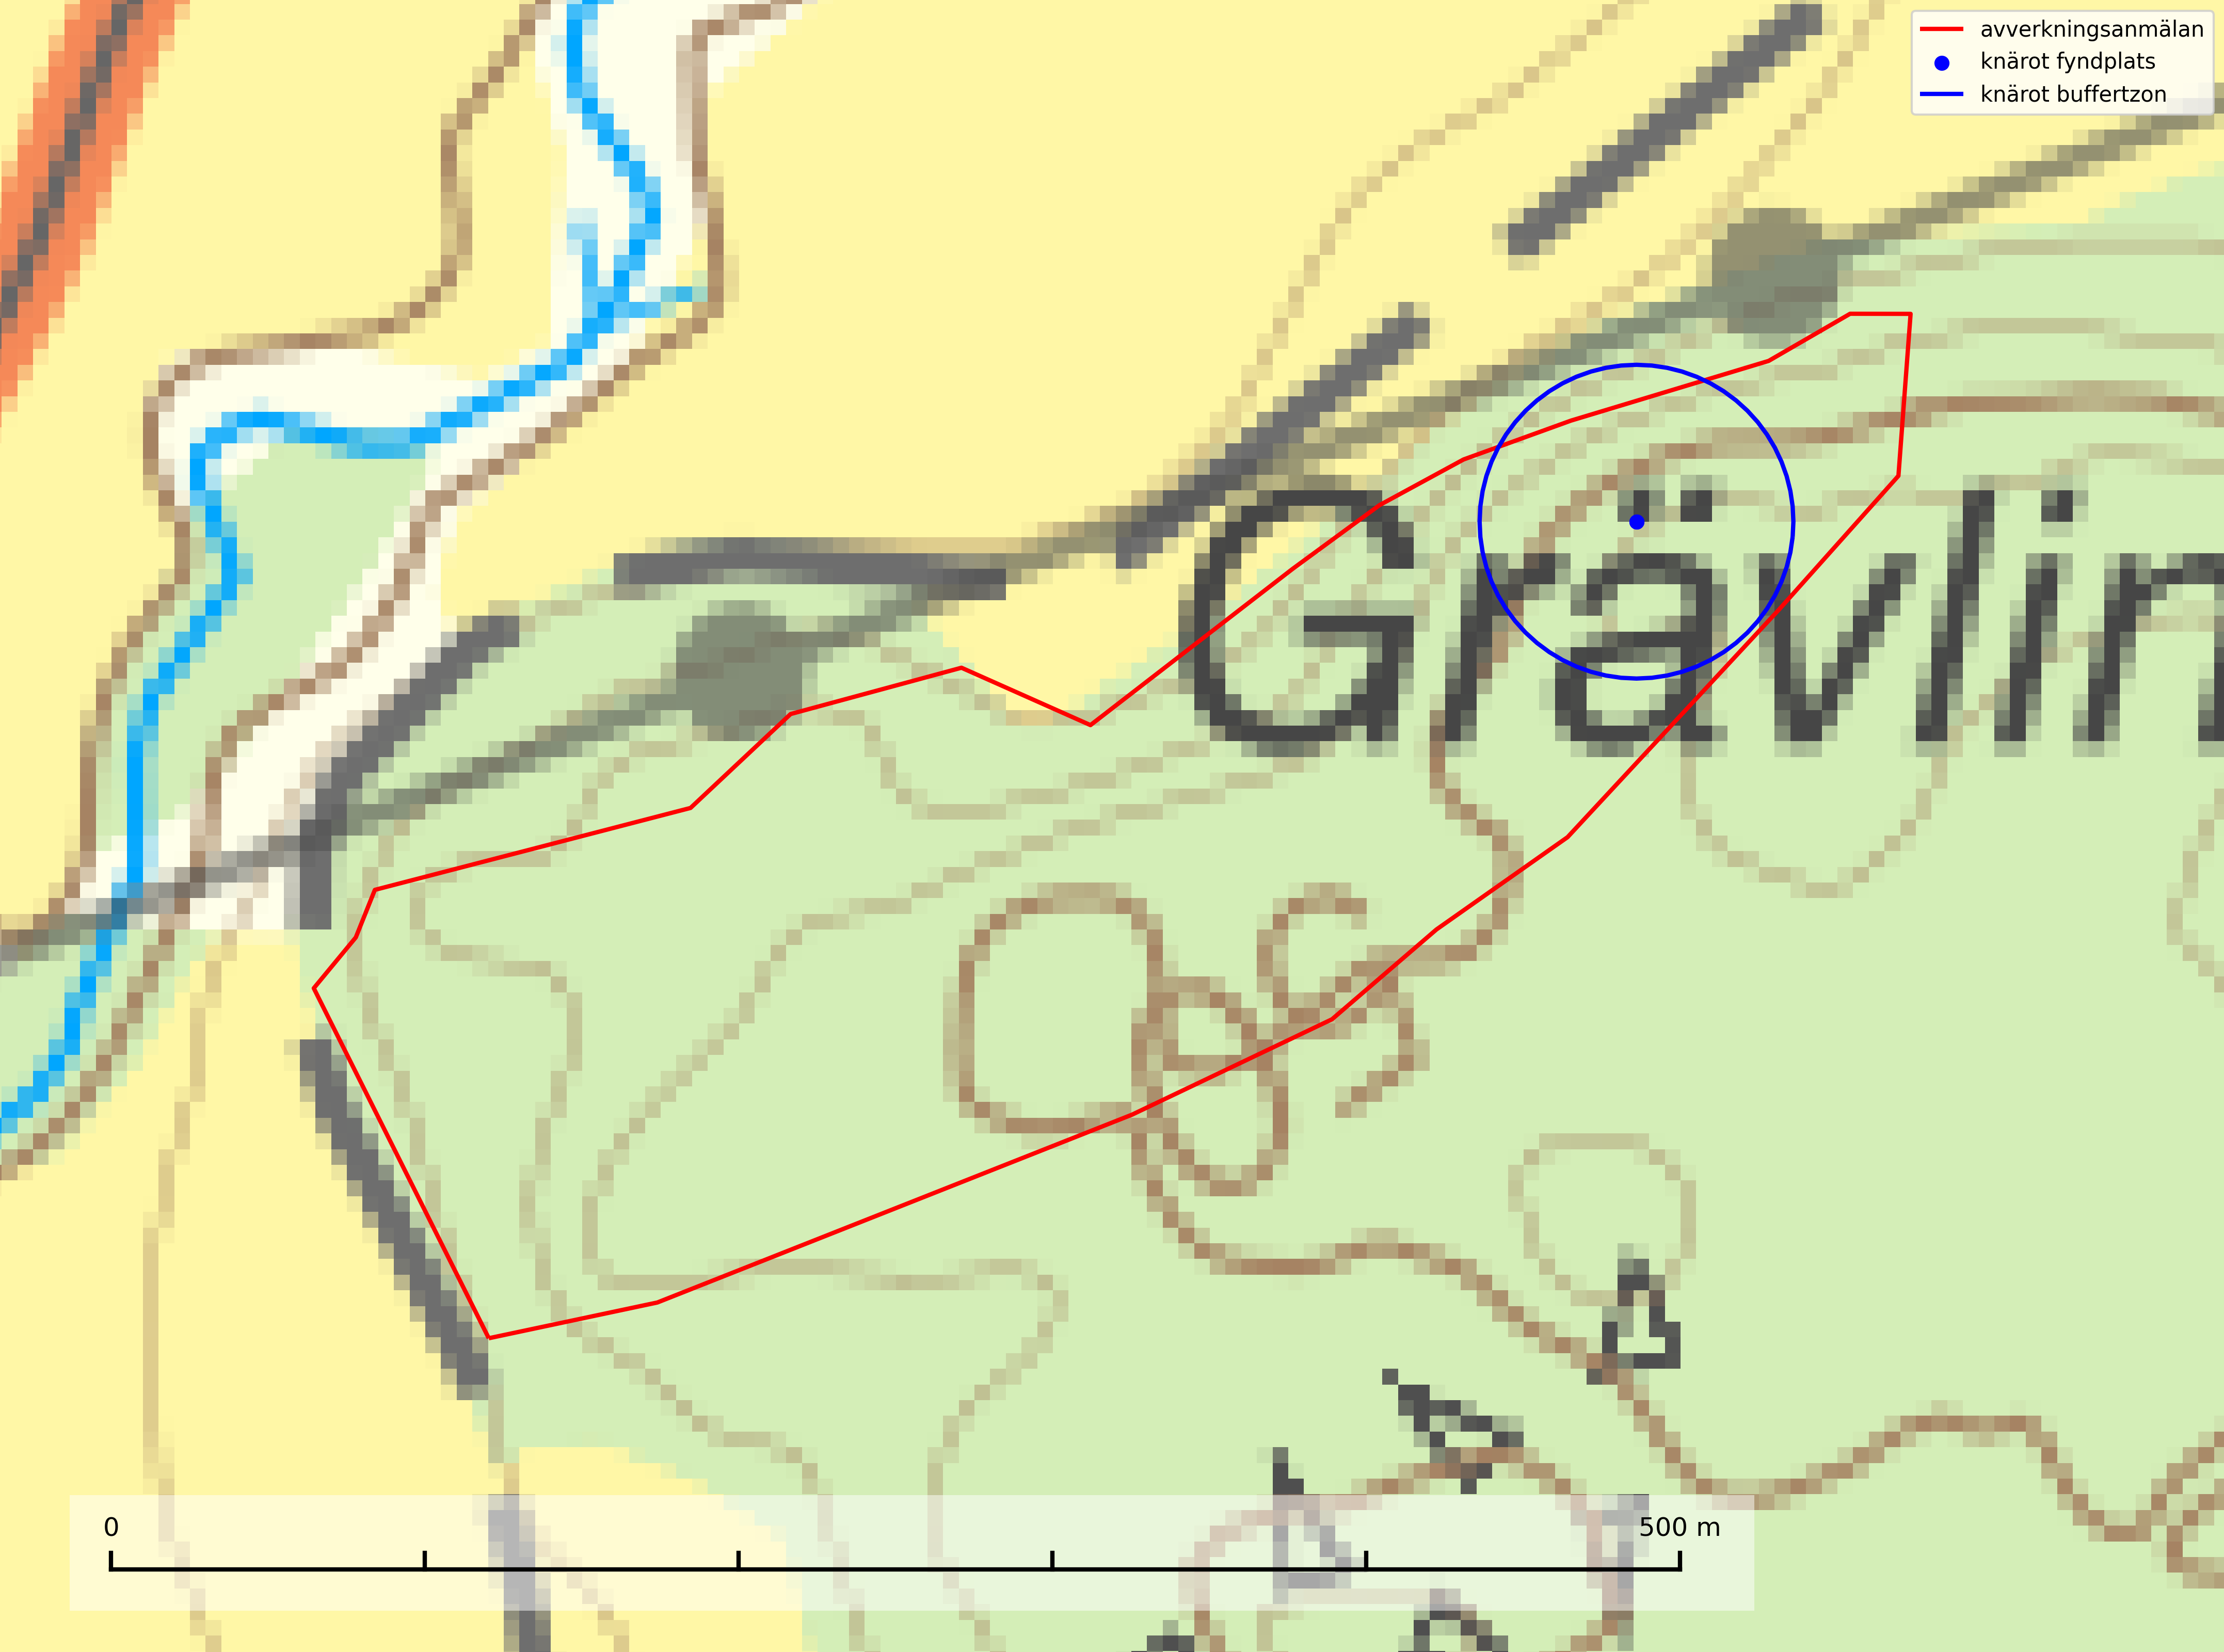 avverkningsanmälan
knärot fyndplats
knärot buffertzon
0 500 m